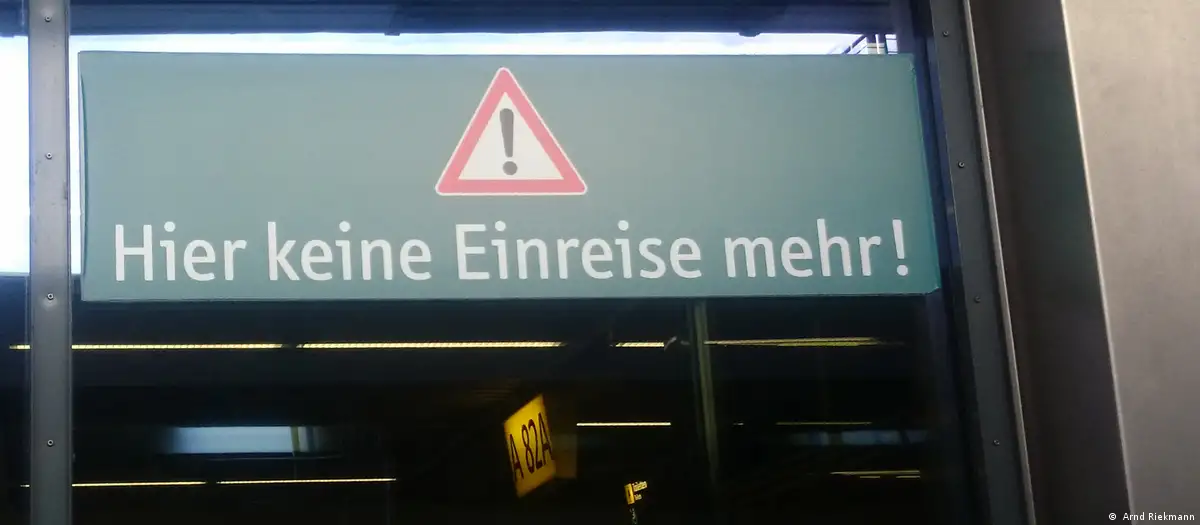 Hier keine Einreise mehr!
A 82A
© Arnd Riekmann